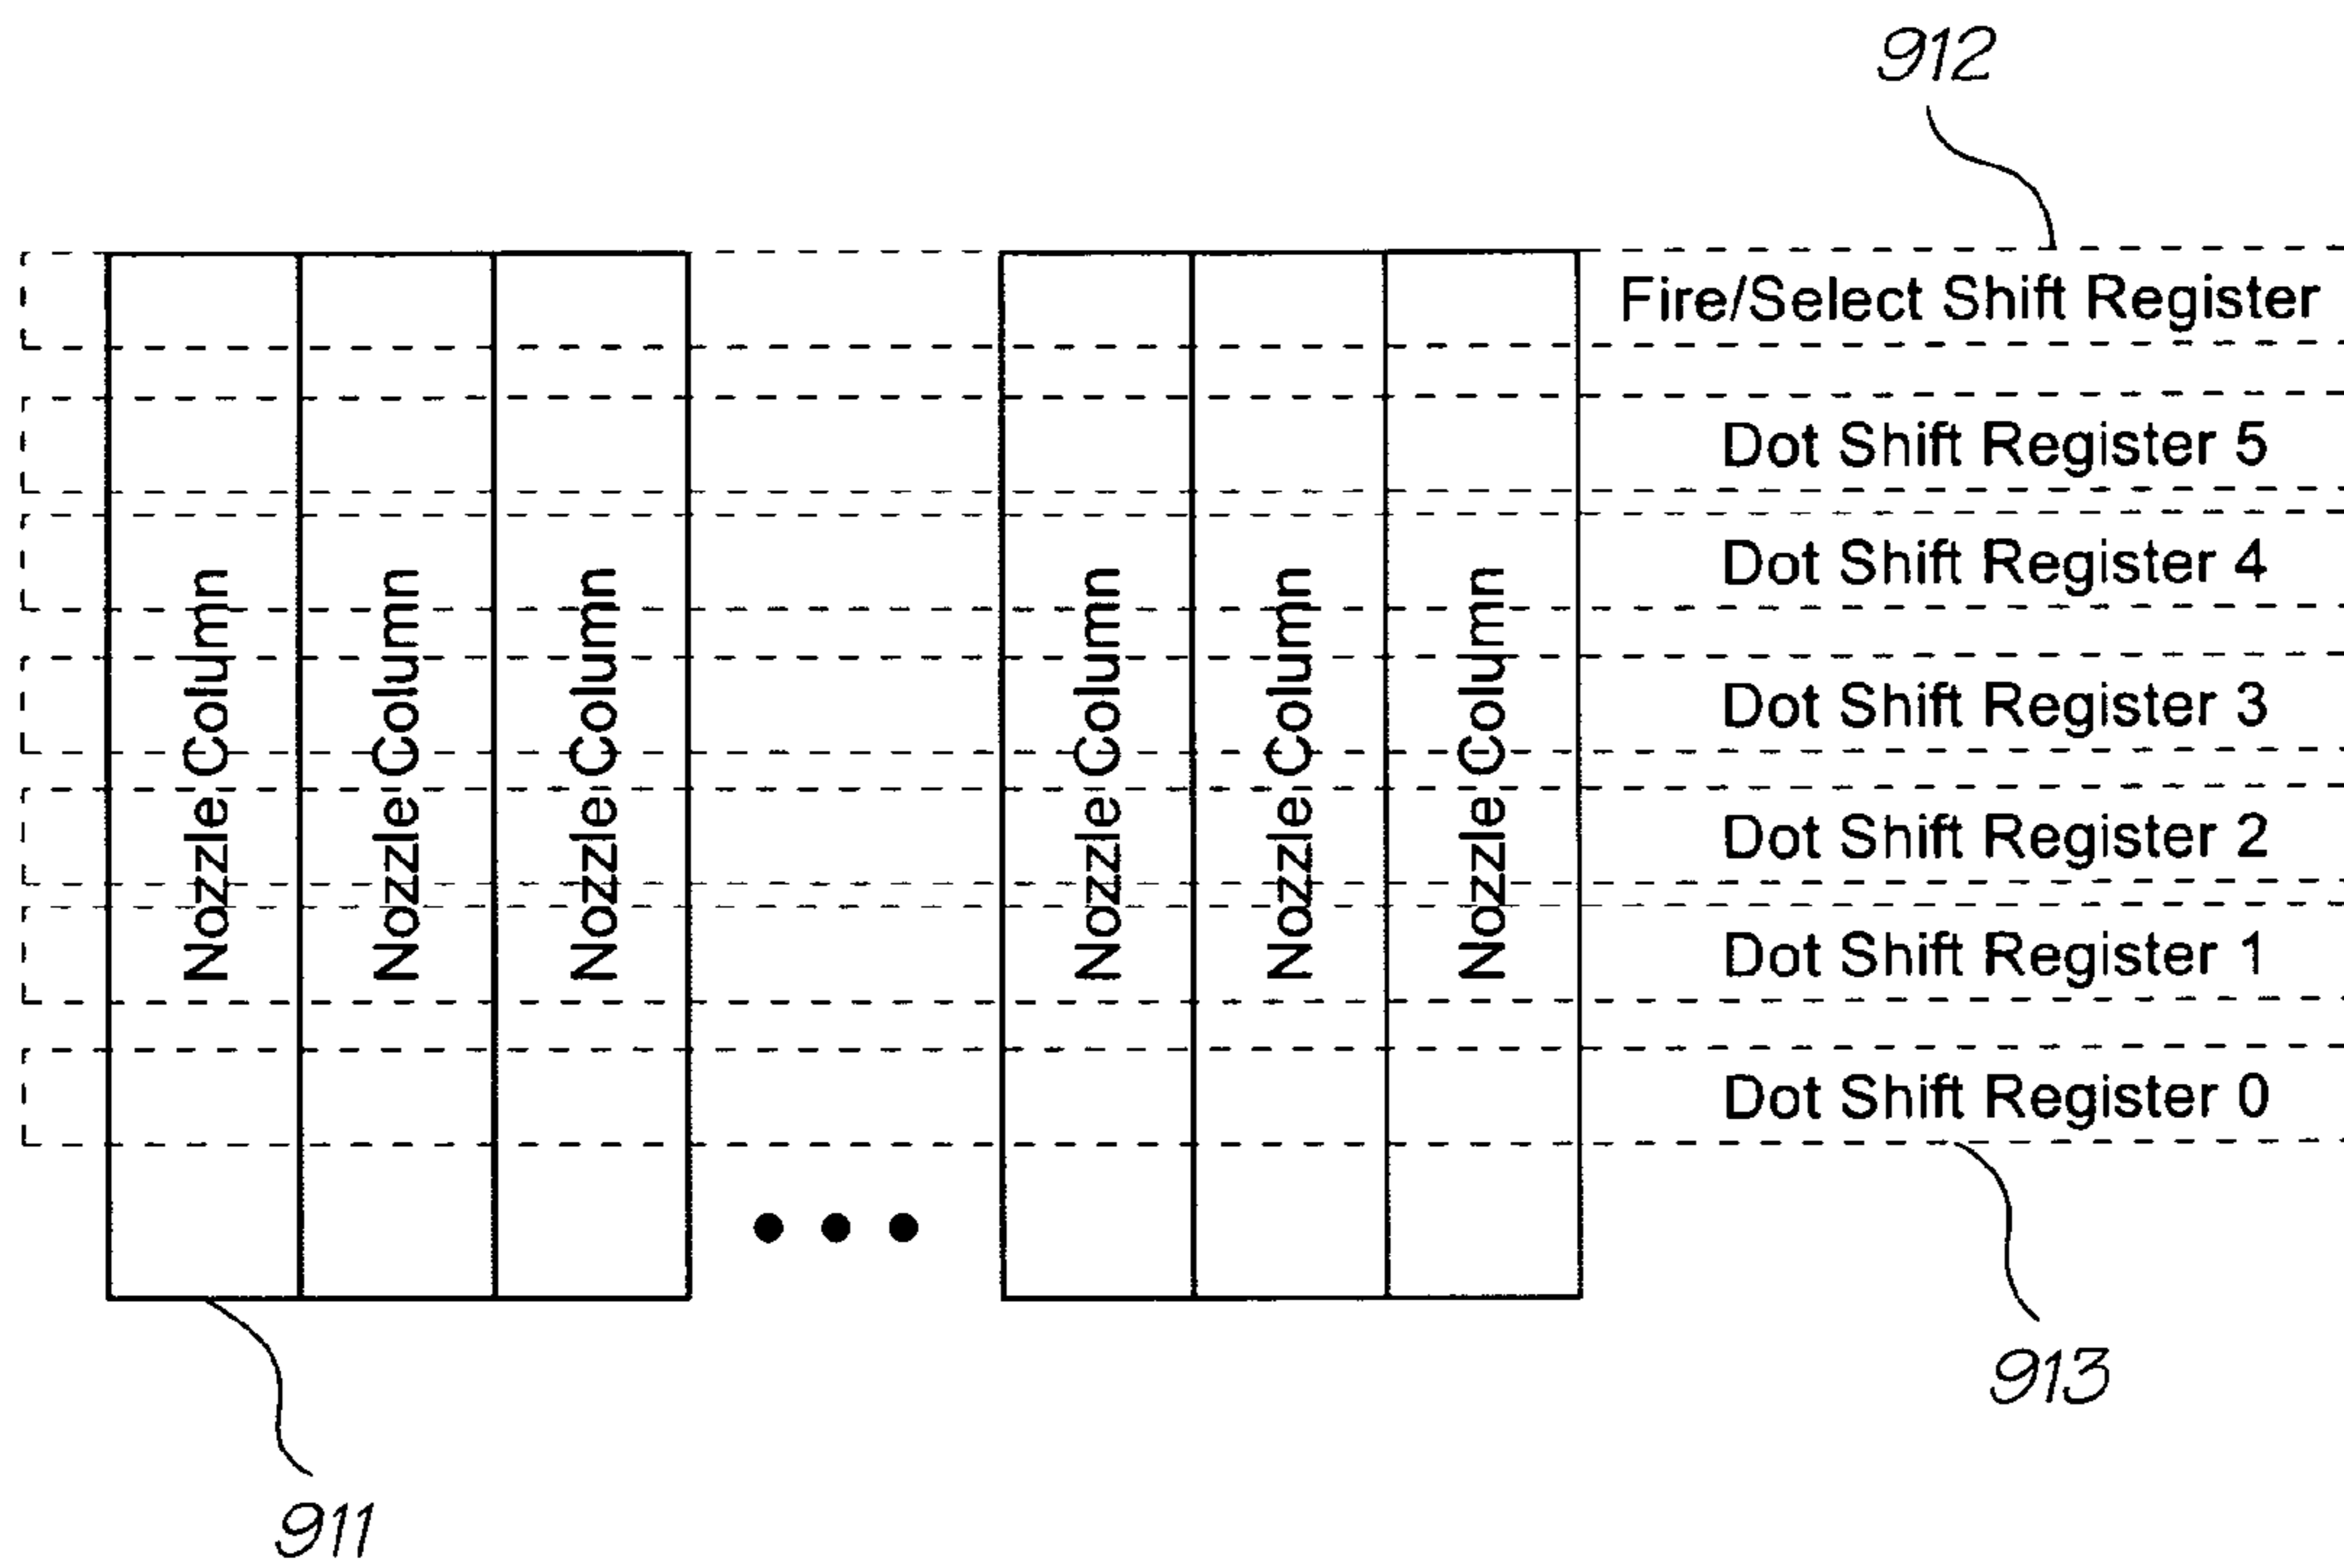 912
Fire/Select Shift Register
Dot Shift Register 5
Dot Shift Register 4
Dot Shift Register 3
Dot Shift Register 2
Dot Shift Register 1
Dot Shift Register 0
Nozzle Column
Nozzle Column
Nozzle Column
Nozzle Column
Nozzle Column
Nozzle Column
913
911